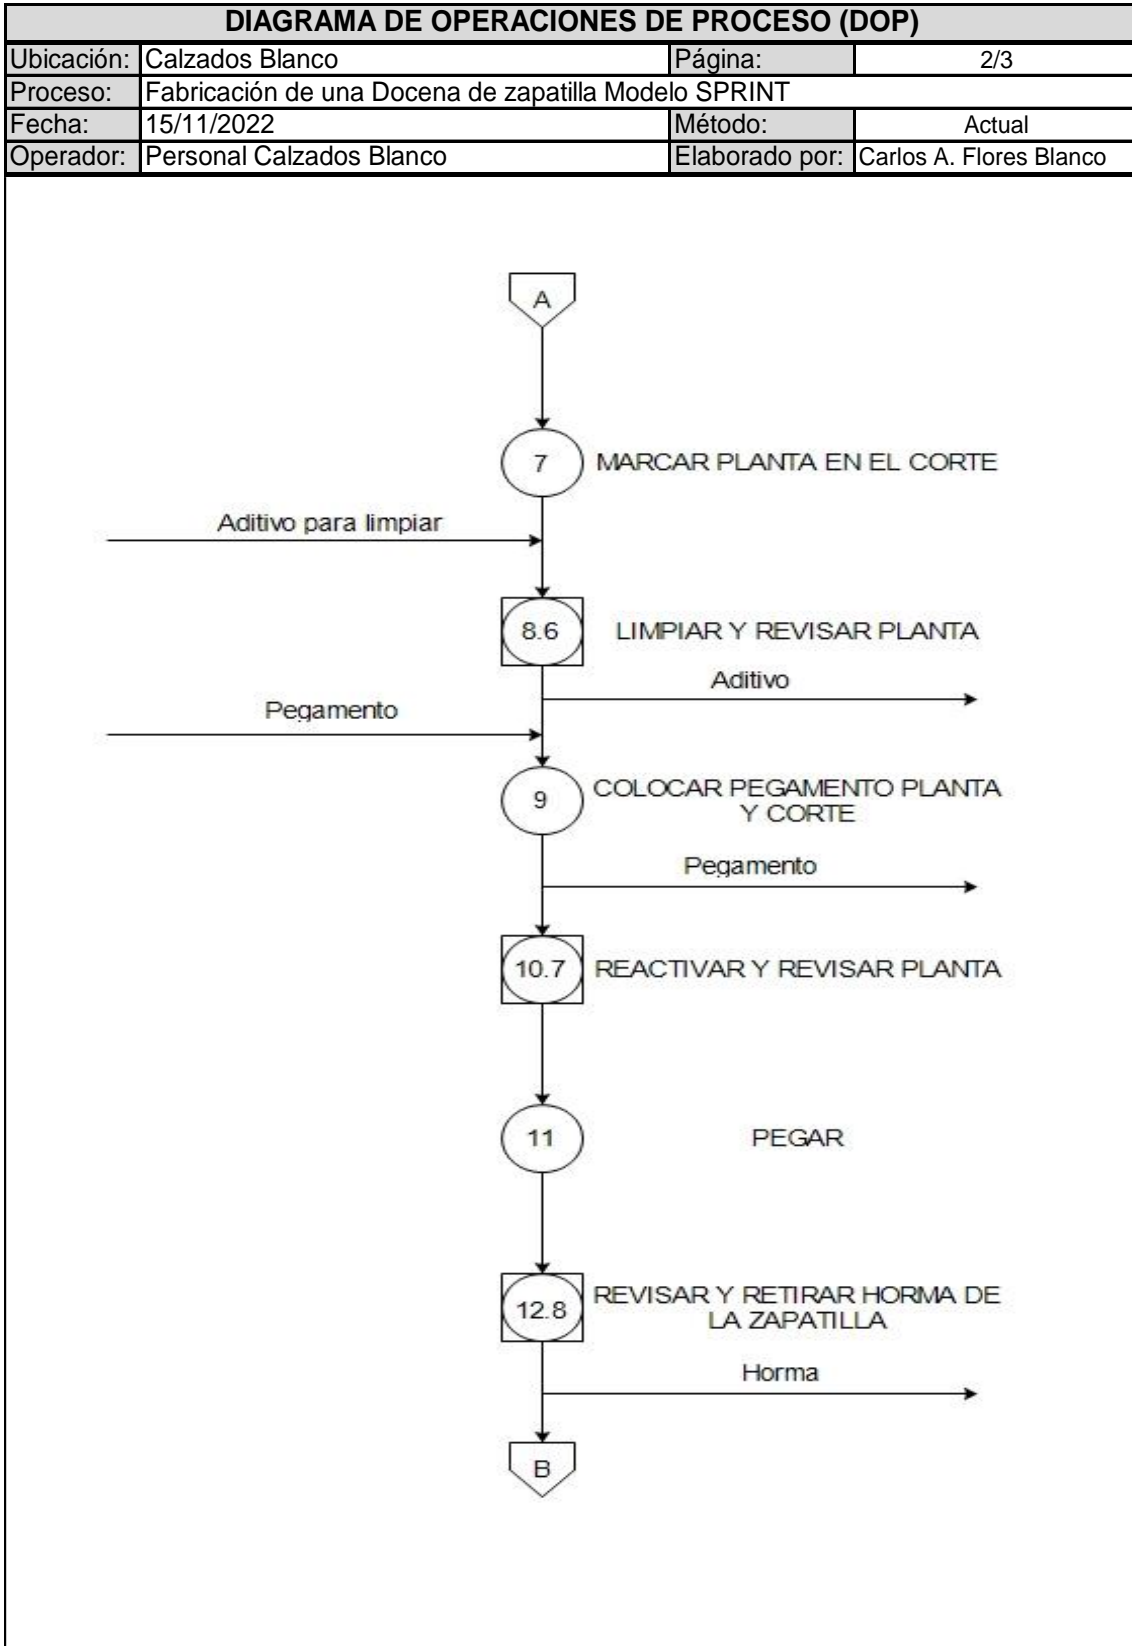 DIAGRAMA DE OPERACIONES DE PROCESO (DOP)
Ubicación: Calzados Blanco Página: 2/3
Proceso: Fabricación de una Docena de zapatilla Modelo SPRINT
Fecha: 15/11/2022 Método: Actual
Operador: Personal Calzados Blanco Elaborado por: Carlos A. Flores Blanco
A
7 MARCAR PLANTA EN EL CORTE
Aditivo para limpiar
8.6 LIMPIAR Y REVISAR PLANTA
Aditivo
Pegamento
9 COLOCAR PEGAMENTO PLANTA
Y CORTE
Pegamento
10.7 REACTIVAR Y REVISAR PLANTA
11 PEGAR
12.8 REVISAR Y RETIRAR HORMA DE
LA ZAPATILLA
Horma
B